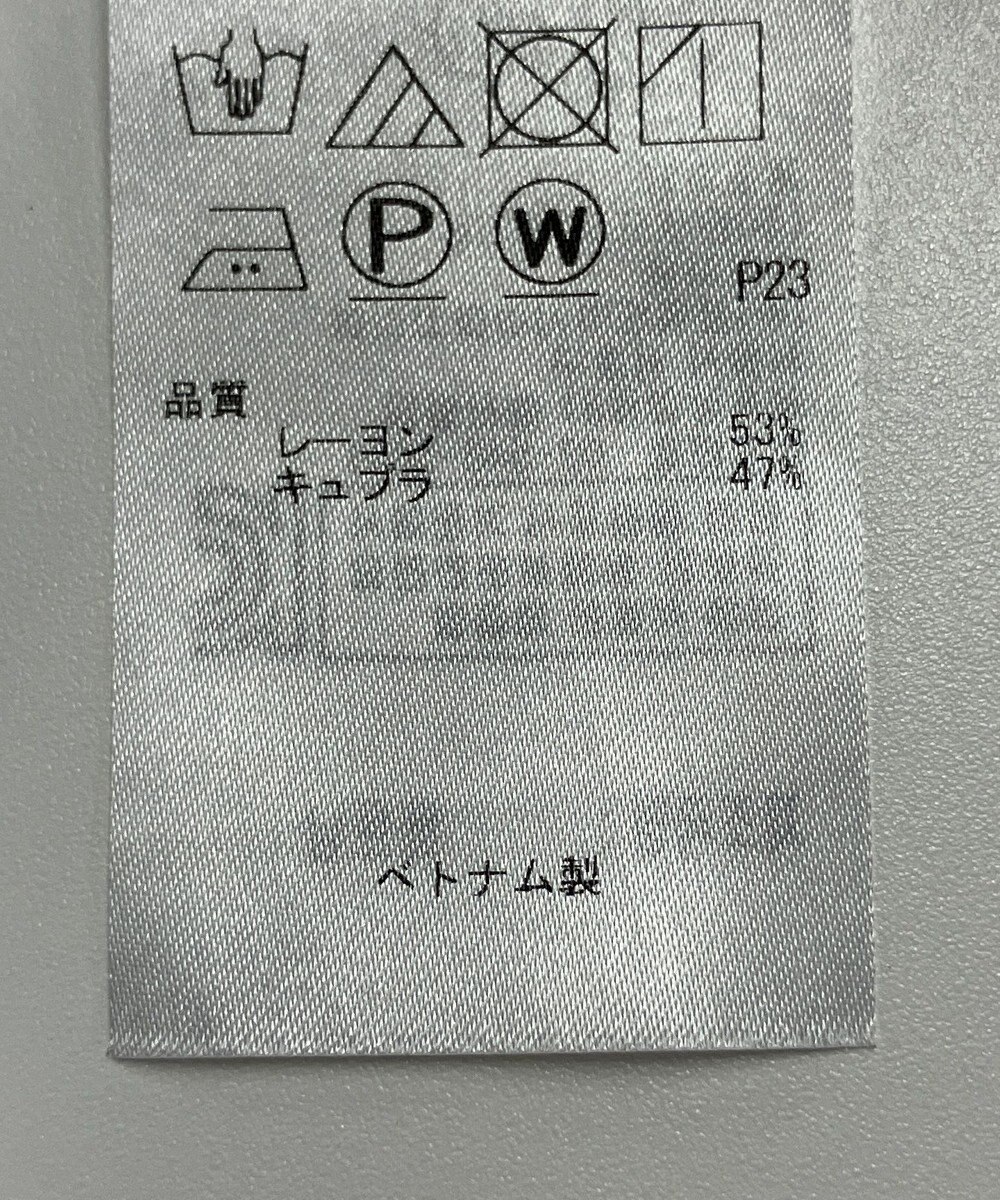 P W P23
品質
レーヨン 53%
キュプラ 47%
ベトナム製